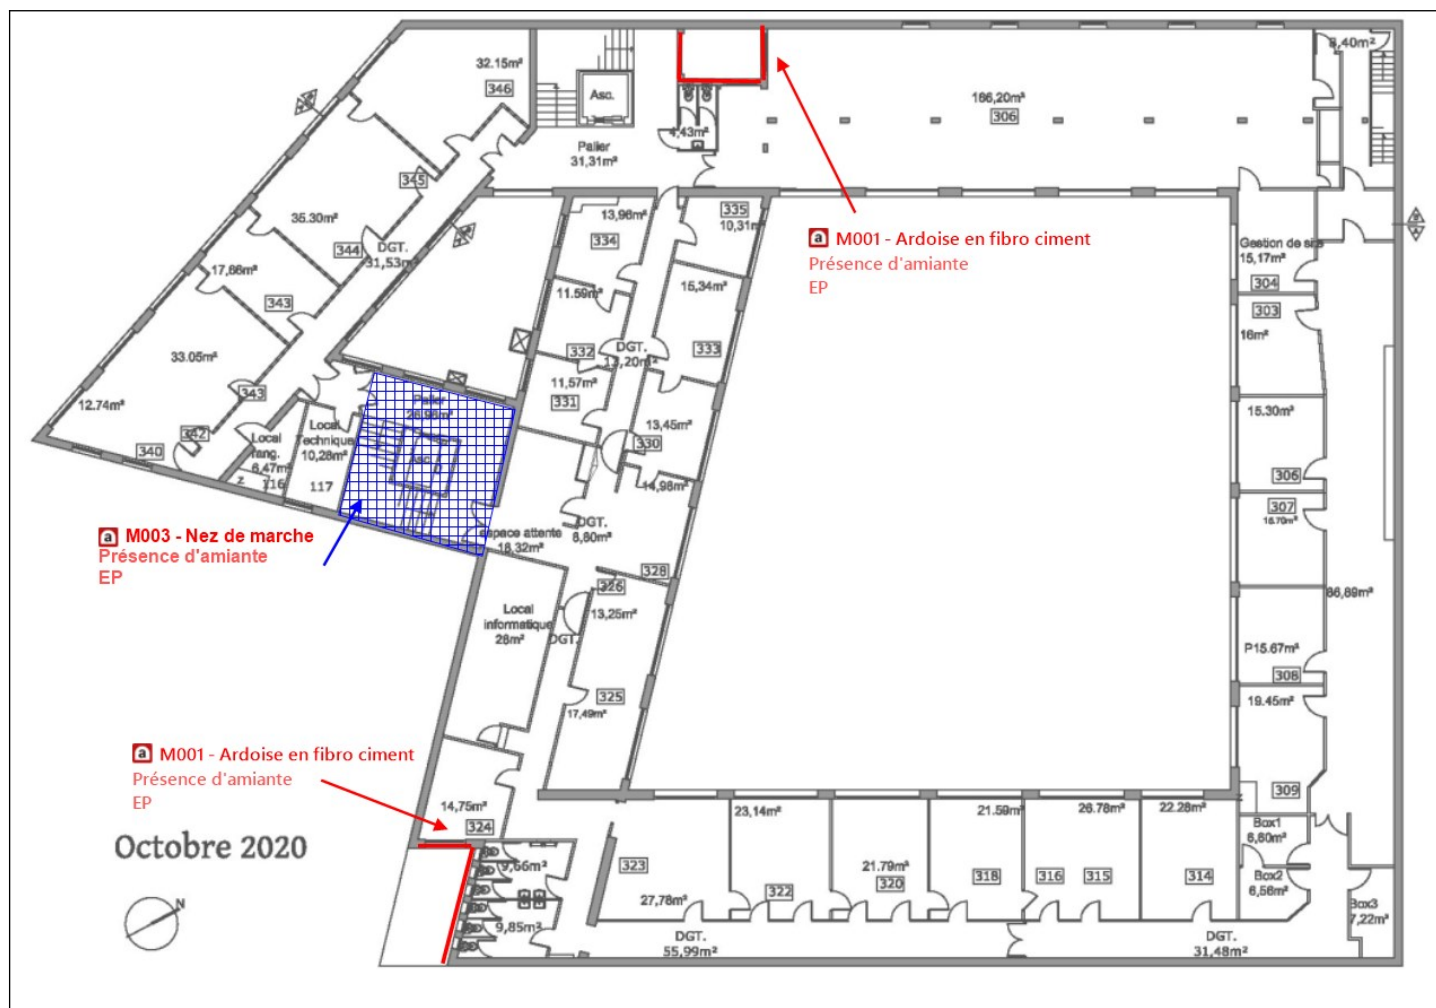 32.15m²
346
Asc.
8,40m²
186,20m²
306
4,43m²
Palier
31,31m²
345
35.30m²
344
DGT.
31,53m²
17,66m²
343
33.05m²
343
12.74m²
342
340
13,96m²
334
335
10,31m²
11.59m²
15,34m²
332
DGT.
13,20m²
333
11,57m²
331
13,45m²
330
14,98m²
a M001 - Ardoise en fibro ciment
Présence d'amiante
EP
Gestion de site
15,17m²
304
303
16m²
15.30m²
306
307
16.70m²
86,89m²
P15.67m²
308
19.45m²
309
Palier
26,96m²
Asc.
Local
rang.
6,47m²
116
Local
Technique
10,28m²
117
a M003 - Nez de marche
Présence d'amiante
EP
espace attente
16,32m²
DGT.
8,60m²
328
326
13,25m²
Local
informatique
26m²
DGT.
325
17,49m²
a M001 - Ardoise en fibro ciment
Présence d'amiante
EP
14,75m²
324
Octobre 2020
N
9,66m²
9,85m²
323
27,78m²
23,14m²
322
21.79m²
320
21.59m²
318
26.78m²
316
315
22.28m²
314
Box1
6,60m²
Box2
6,56m²
Box3
7,22m²
DGT.
55,99m²
DGT.
31,48m²